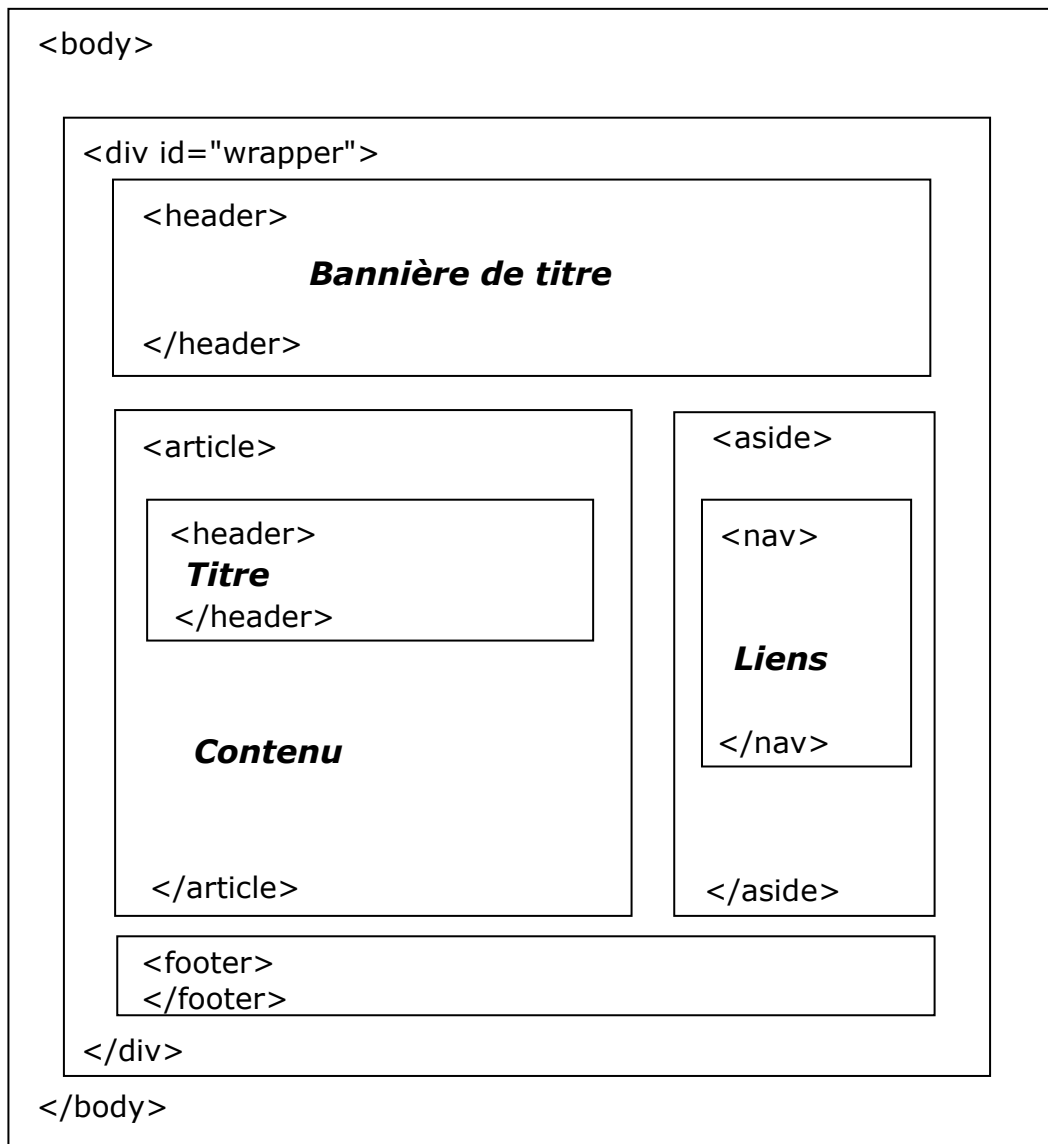 <body>
<div id="wrapper">
<header>
Bannière de titre
</header>
<article>
<header>
Titre
</header>
Contenu
</article>
<aside>
<nav>
Liens
</nav>
</aside>
<footer>
</footer>
</div>
</body>